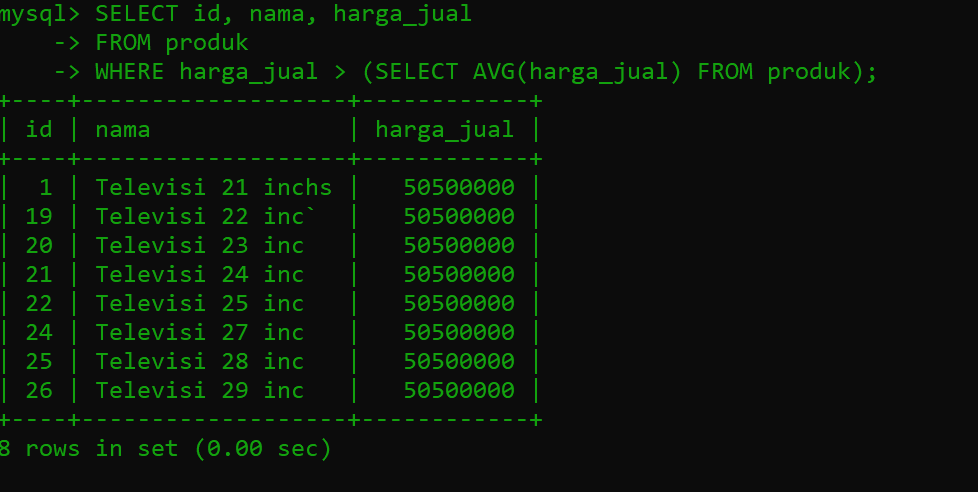 mysql> SELECT id, nama, harga_jual
    -> FROM produk
    -> WHERE harga_jual > (SELECT AVG(harga_jual) FROM produk);
+----+-------------------+------------+
| id | nama              | harga_jual |
+----+-------------------+------------+
|  1 | Televisi 21 inchs |   50500000 |
| 19 | Televisi 22 inc`  |   50500000 |
| 20 | Televisi 23 inc   |   50500000 |
| 21 | Televisi 24 inc   |   50500000 |
| 22 | Televisi 25 inc   |   50500000 |
| 24 | Televisi 27 inc   |   50500000 |
| 25 | Televisi 28 inc   |   50500000 |
| 26 | Televisi 29 inc   |   50500000 |
+----+-------------------+------------+
8 rows in set (0.00 sec)